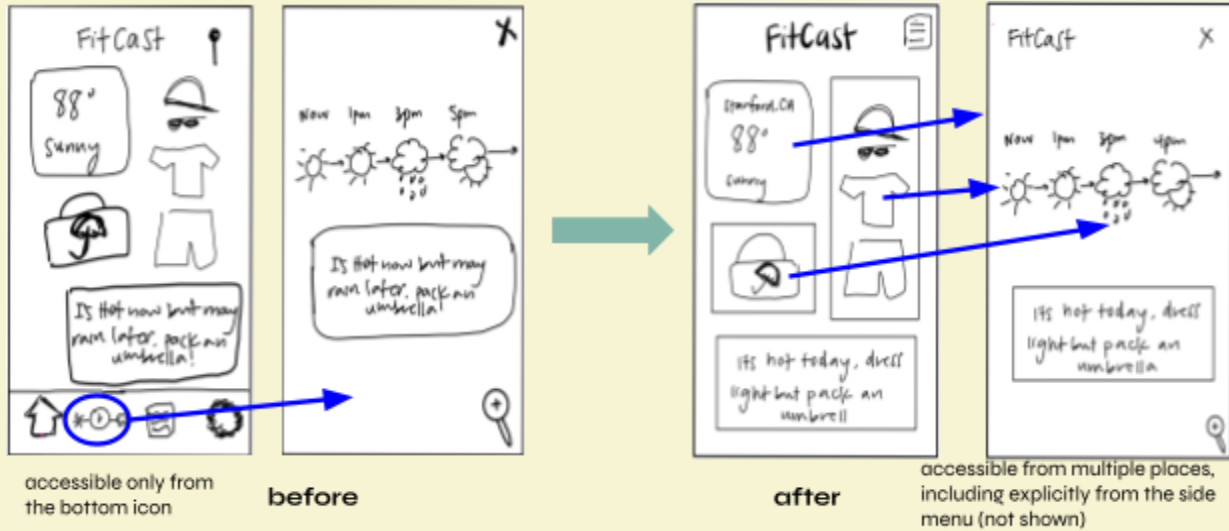 FitCast
88°
sunny
Is Hot now but may
rain later, pack an
umbrella!
accessible only from
the bottom icon
X
Now 1pm 3pm 5pm
Is Hot now but may
rain later, pack an
umbrella!
before
FitCast
Stanford, CA
88°
sunny
its hot today, dress
light but pack an
umbrell
after
FitCast X
Now 1pm 3pm 4pm
its hot today, dress
light but pack an
umbrella
accessible from multiple places,
including explicitly from the side
menu (not shown)